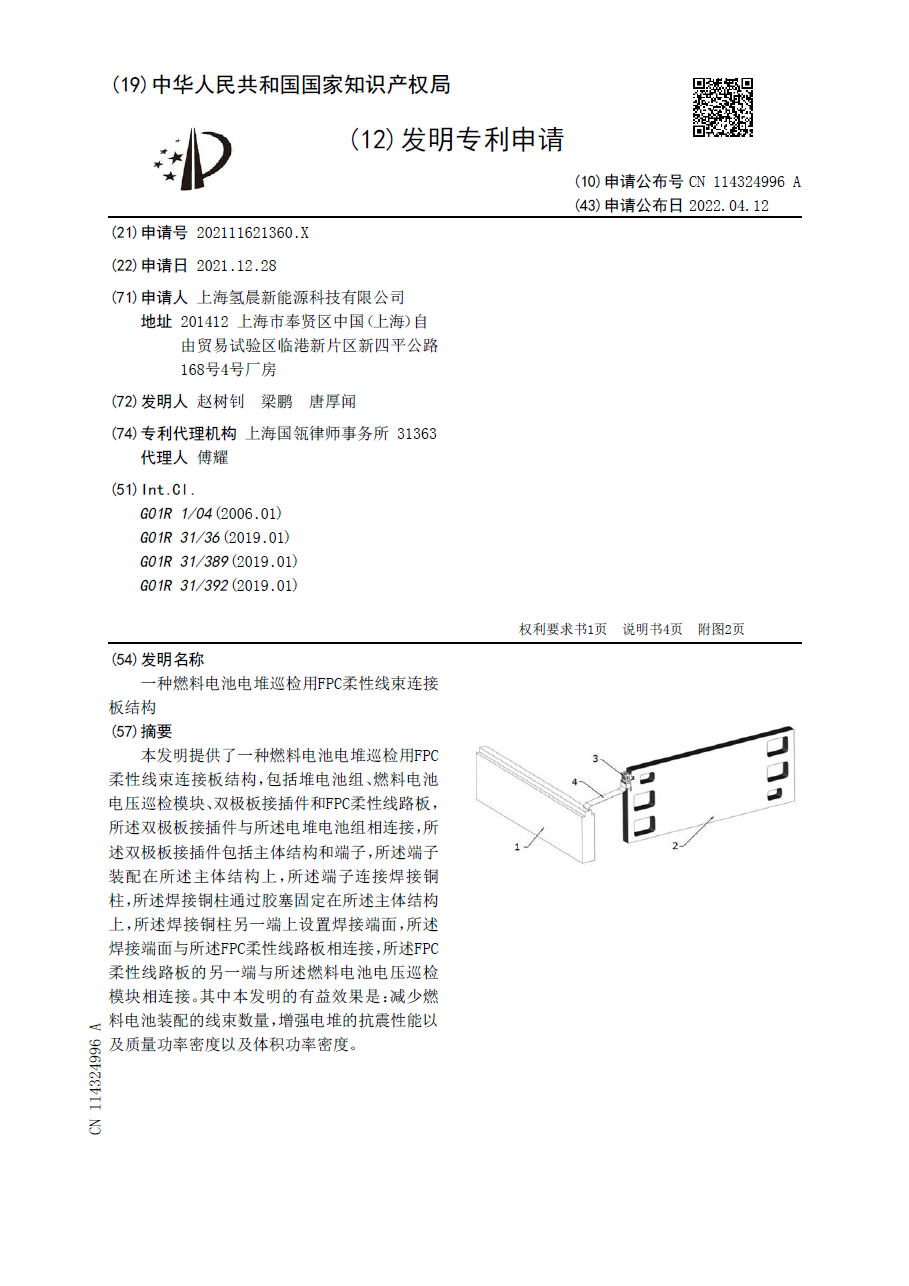 (19)中华人民共和国国家知识产权局
(12)发明专利申请
(10)申请公布号 CN 114324996 A
(43)申请公布日 2022.04.12
(21)申请号 202111621360.X
(22)申请日 2021.12.28
(71)申请人 上海氢晨新能源科技有限公司
地址 201412 上海市奉贤区中国(上海)自
由贸易试验区临港新片区新四平公路
168号4号厂房
(72)发明人 赵树钊 梁鹏 唐厚闻
(74)专利代理机构 上海国瓴律师事务所 31363
代理人 傅耀
(51)Int.Cl.
G01R 1/04(2006.01)
G01R 31/36(2019.01)
G01R 31/389(2019.01)
G01R 31/392(2019.01)
权利要求书1页 说明书4页 附图2页
(54)发明名称
一种燃料电池电堆巡检用FPC柔性线束连接
板结构
(57)摘要
本发明提供了一种燃料电池电堆巡检用FPC
柔性线束连接板结构,包括堆电池组、燃料电池
电压巡检模块、双极板接插件和FPC柔性线路板,
所述双极板接插件与所述电堆电池组相连接,所
述双极板接插件包括主体结构和端子,所述端子
装配在所述主体结构上,所述端子连接焊接铜
柱,所述焊接铜柱通过胶塞固定在所述主体结构
上,所述焊接铜柱另一端上设置焊接端面,所述
焊接端面与所述FPC柔性线路板相连接,所述FPC
柔性线路板的另一端与所述燃料电池电压巡检
模块相连接。其中本发明的有益效果是:减少燃
料电池装配的线束数量,增强电堆的抗震性能以
及质量功率密度以及体积功率密度。
3
4
1
2
CN 114324996 A